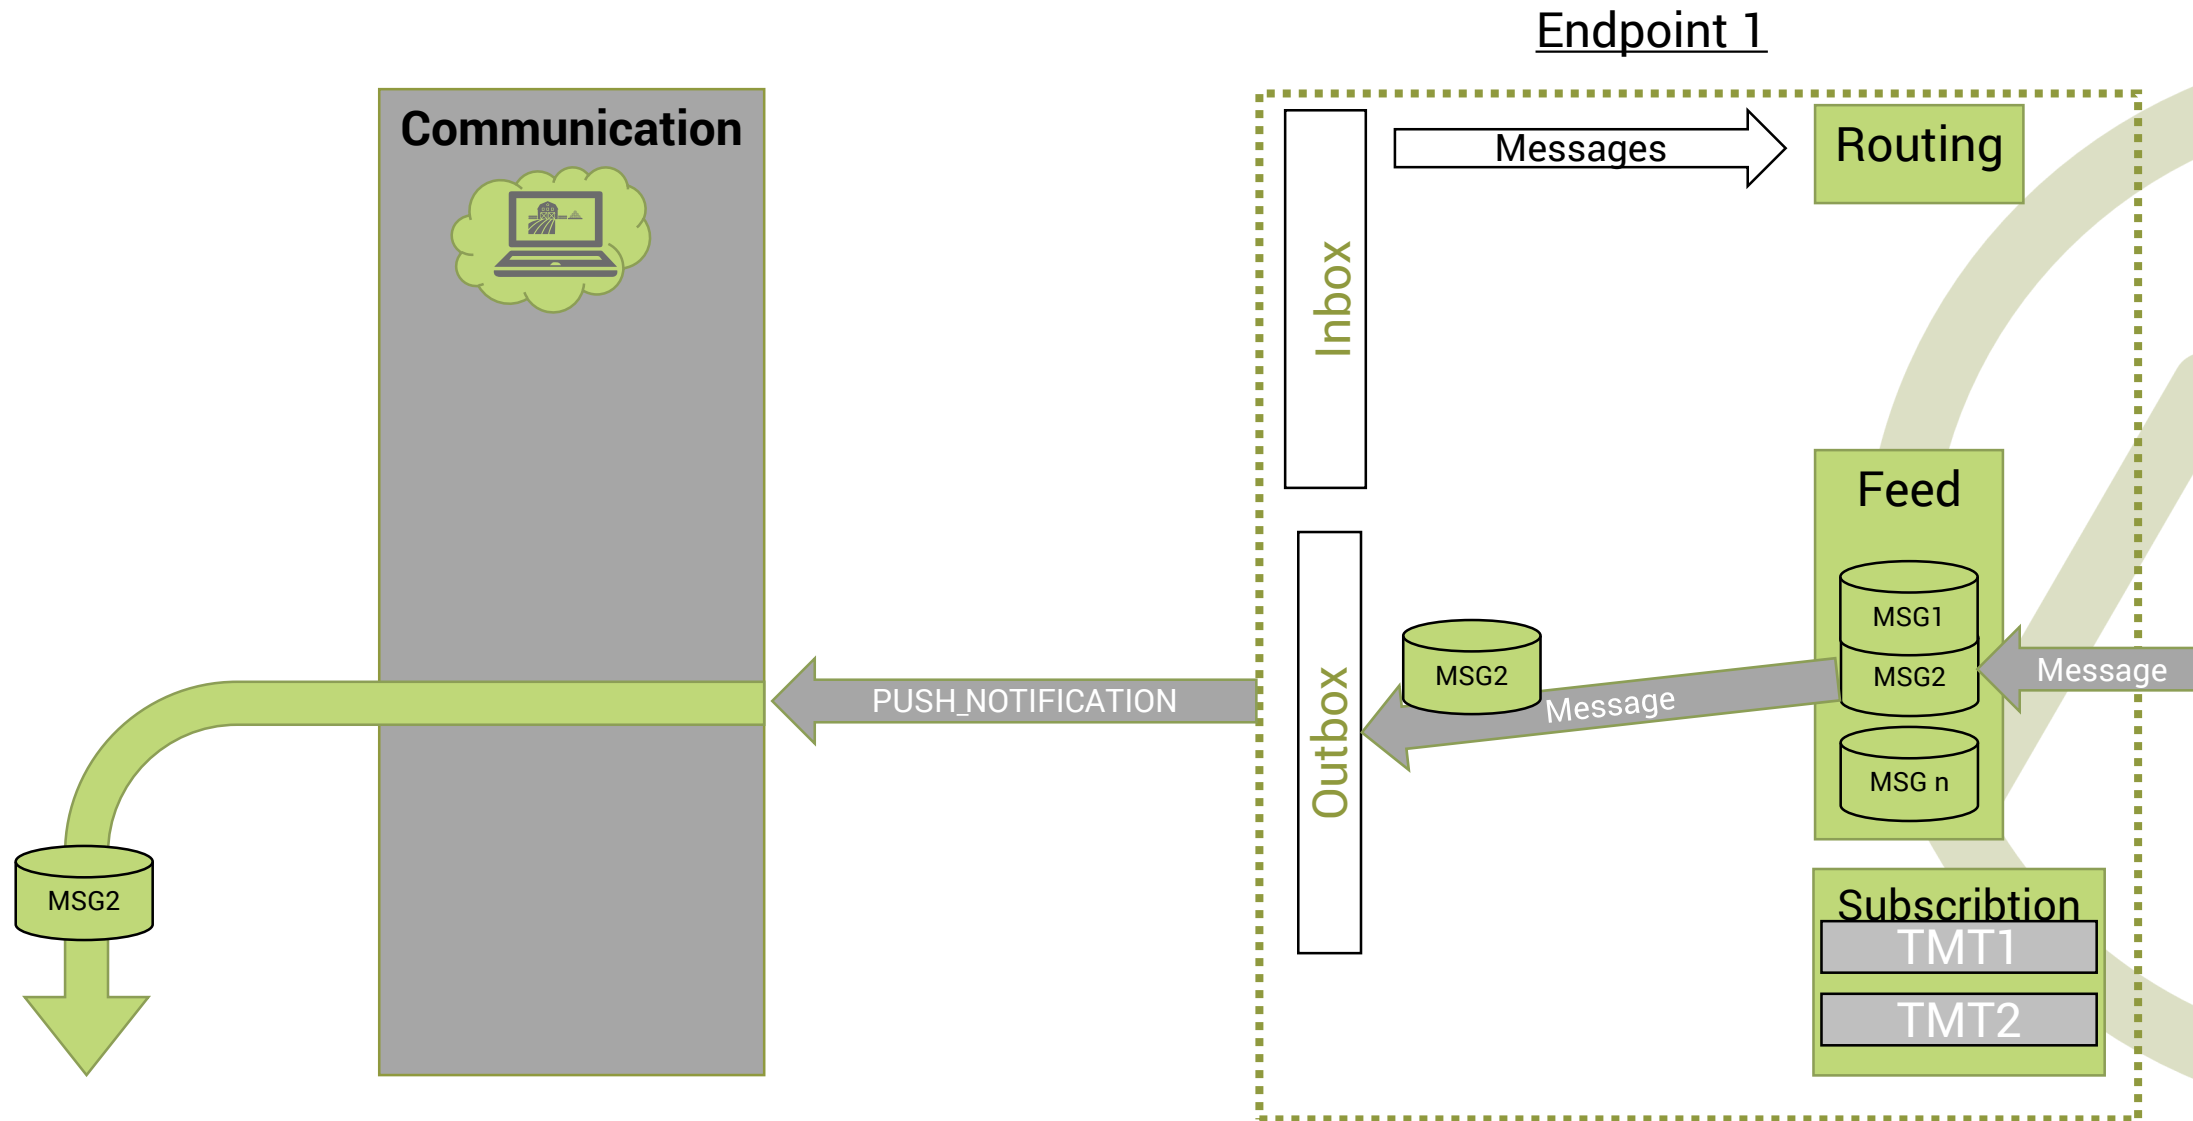 Endpoint 1
Communication
Messages
Routing
Inbox
Feed
MSG1
MSG2
MSG n
Message
MSG2
Message
Outbox
PUSH_NOTIFICATION
MSG2
Subscribtion
TMT1
TMT2